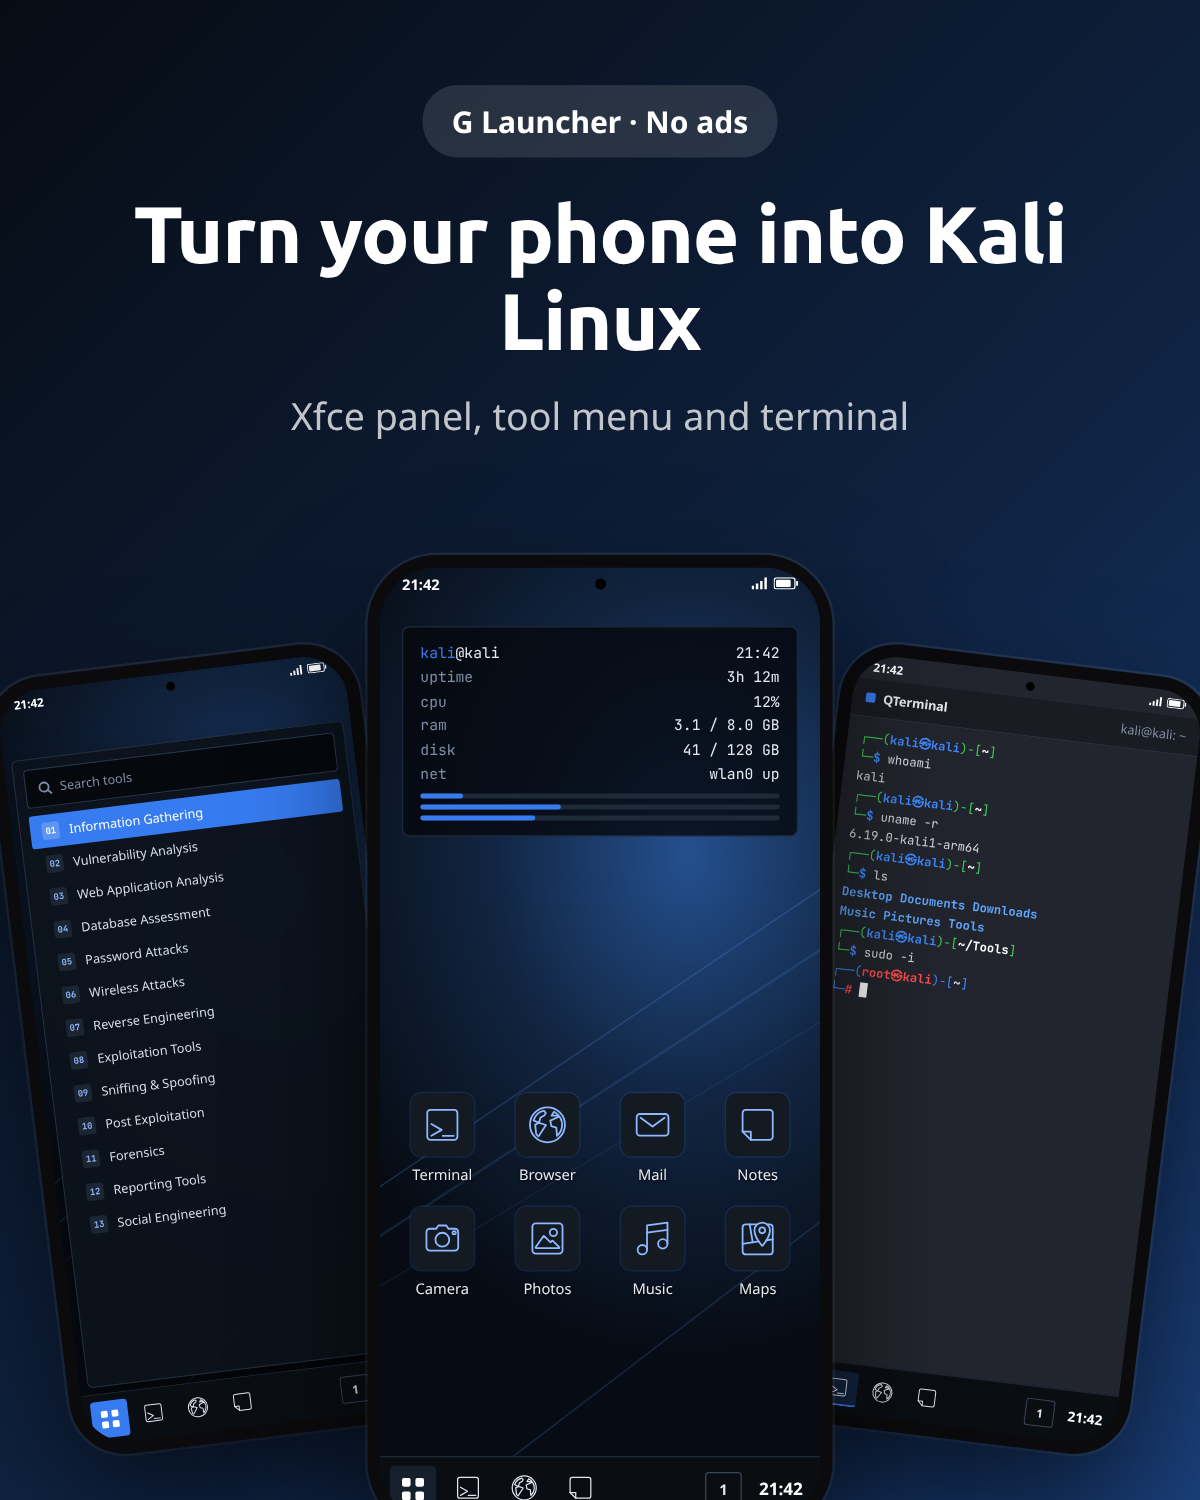 G Launcher · No ads
Turn your phone into Kali
Linux
Xfce panel, tool menu and terminal
21:42
Search tools
01 Information Gathering
02 Vulnerability Analysis
03 Web Application Analysis
04 Database Assessment
05 Password Attacks
06 Wireless Attacks
07 Reverse Engineering
08 Exploitation Tools
09 Sniffing & Spoofing
10 Post Exploitation
11 Forensics
12 Reporting Tools
13 Social Engineering
1
21:42
kali@kali 21:42
uptime 3h 12m
cpu 12%
ram 3.1 / 8.0 GB
disk 41 / 128 GB
net wlan0 up
Terminal Browser Mail Notes
Camera Photos Music Maps
1 21:42
21:42
QTerminal kali@kali: ~
┌──(kali㉿kali)-[~]
└─$ whoami
kali
┌──(kali㉿kali)-[~]
└─$ uname -r
6.19.0-kali1-arm64
┌──(kali㉿kali)-[~]
└─$ ls
Desktop Documents Downloads
Music Pictures Tools
┌──(kali㉿kali)-[~/Tools]
└─$ sudo -i
┌──(root㉿kali)-[~]
└─#
1 21:42